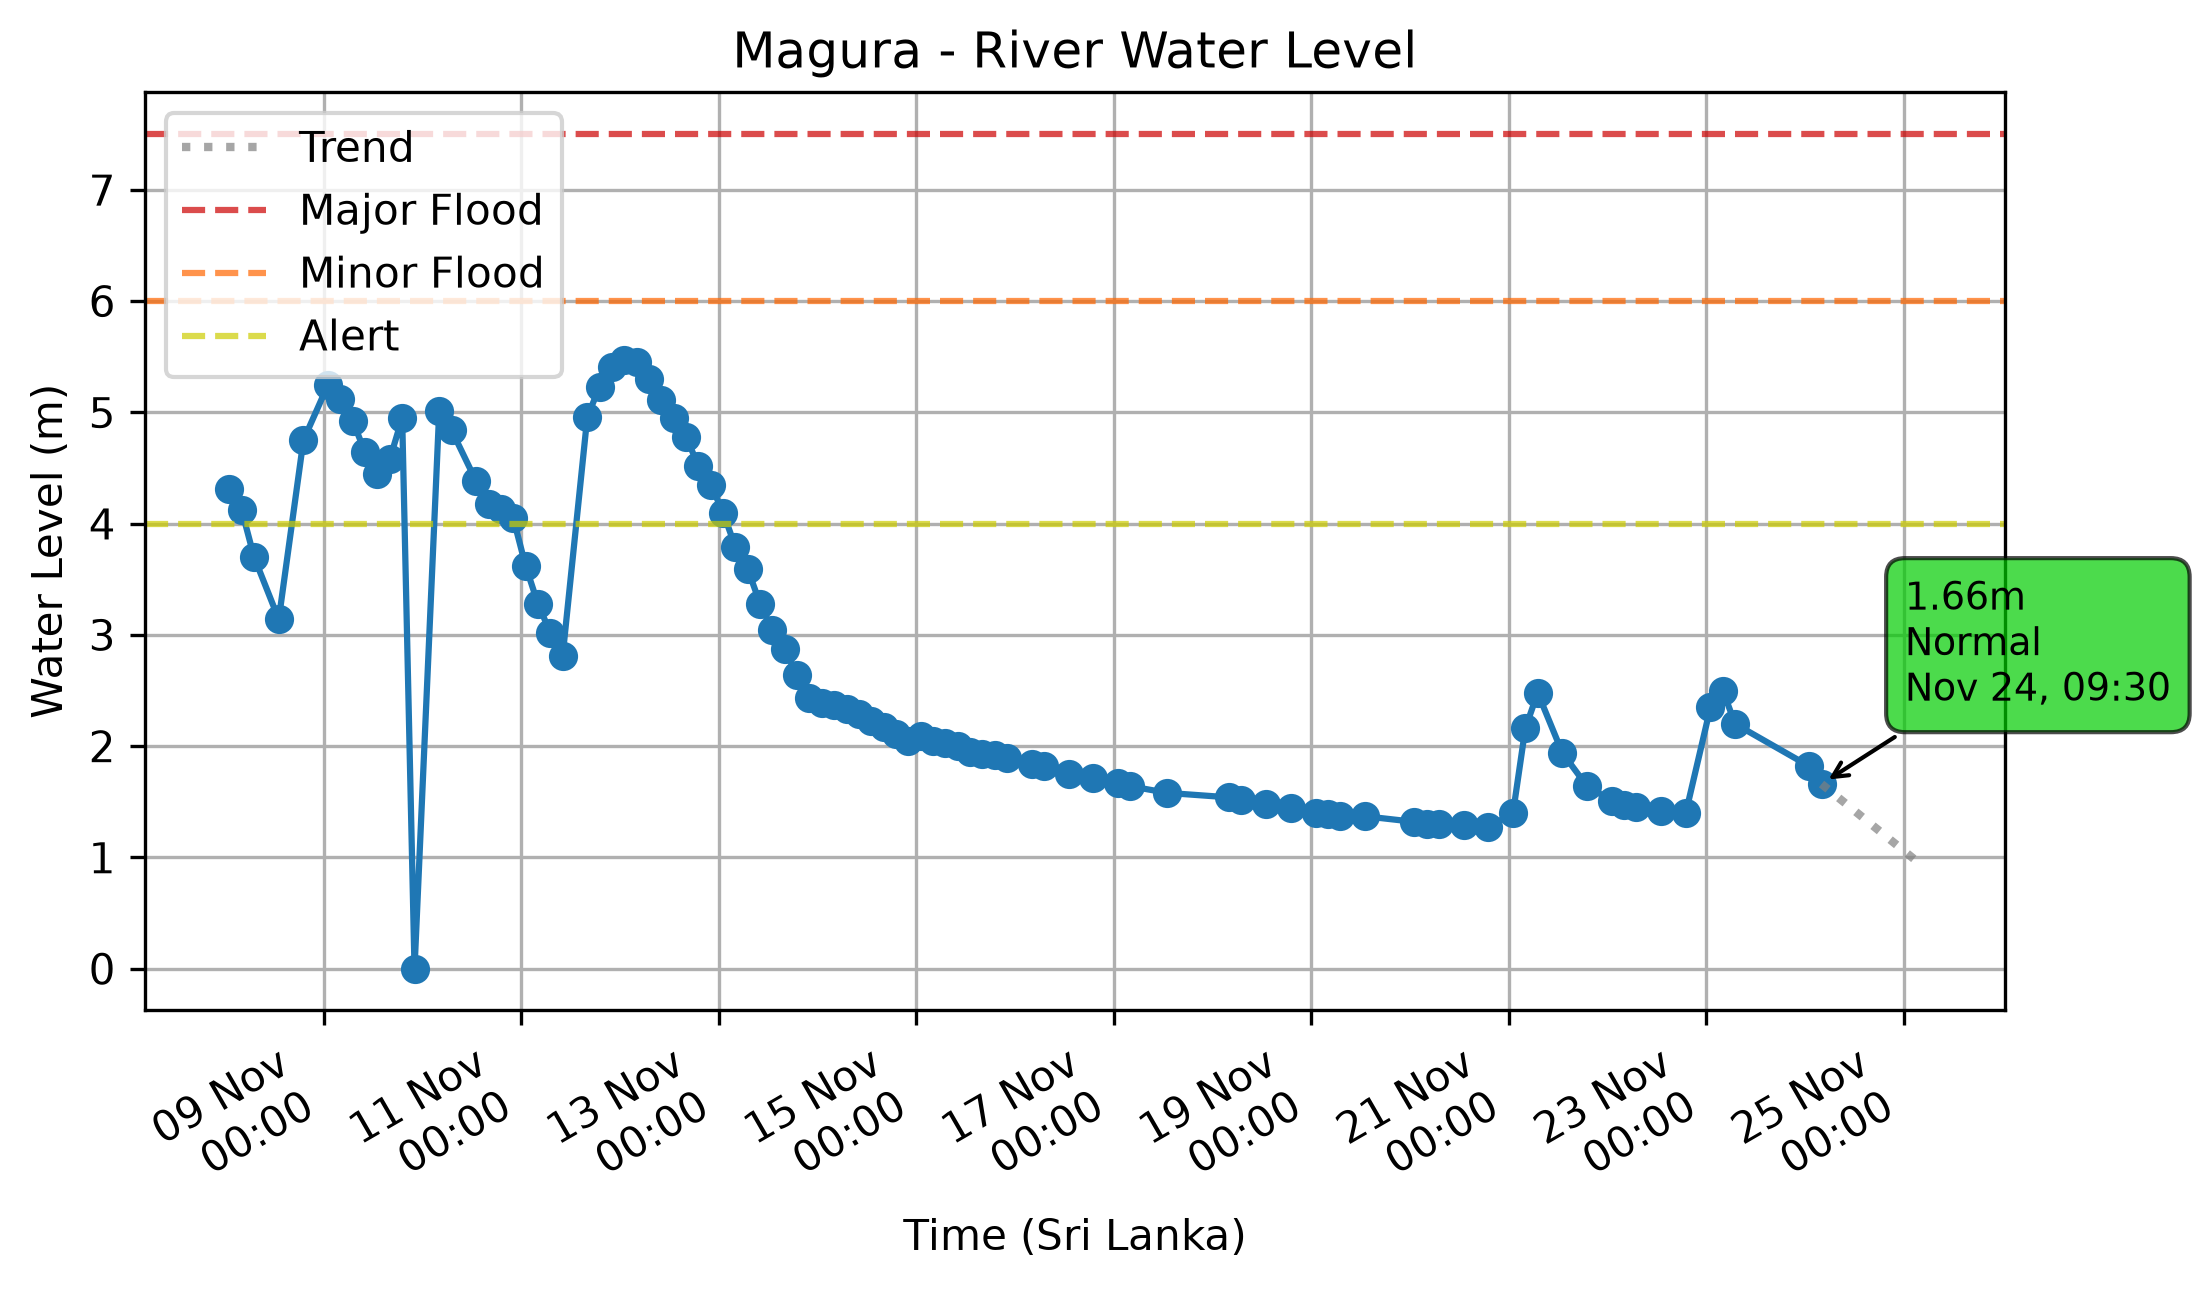 Magura - River Water Level
Trend
Major Flood
Minor Flood
Alert
Water Level (m)
7
6
5
4
3
2
1
0
1.66m
Normal
Nov 24, 09:30
09 Nov
00:00
11 Nov
00:00
13 Nov
00:00
15 Nov
00:00
17 Nov
00:00
19 Nov
00:00
21 Nov
00:00
23 Nov
00:00
25 Nov
00:00
Time (Sri Lanka)